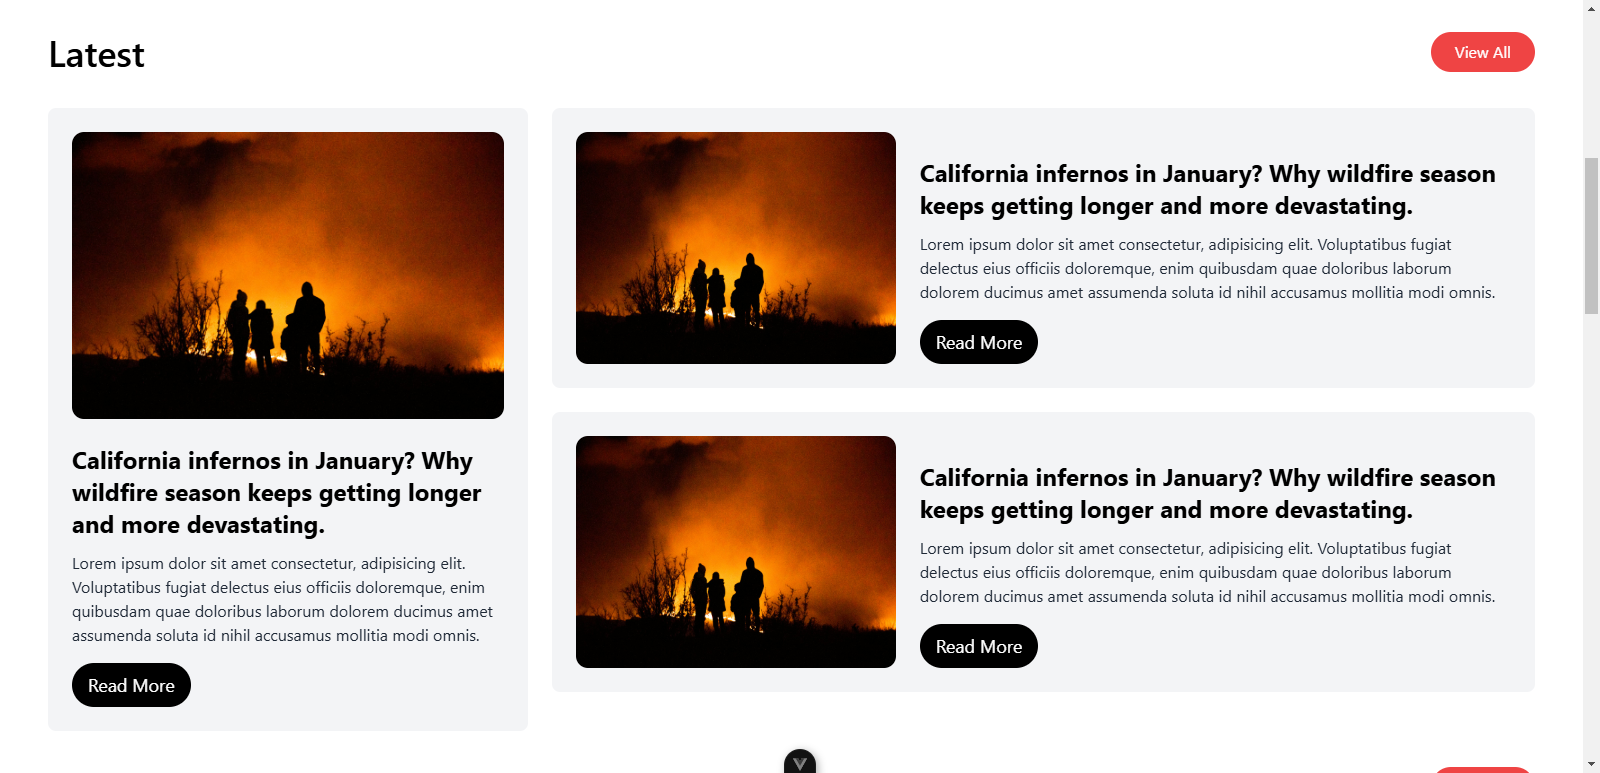 Latest
View All
California infernos in January? Why
wildfire season keeps getting longer
and more devastating.
Lorem ipsum dolor sit amet consectetur, adipisicing elit.
Voluptatibus fugiat delectus eius officiis doloremque, enim
quibusdam quae doloribus laborum dolorem ducimus amet
assumenda soluta id nihil accusamus mollitia modi omnis.
Read More
California infernos in January? Why wildfire season
keeps getting longer and more devastating.
Lorem ipsum dolor sit amet consectetur, adipisicing elit. Voluptatibus fugiat
delectus eius officiis doloremque, enim quibusdam quae doloribus laborum
dolorem ducimus amet assumenda soluta id nihil accusamus mollitia modi omnis.
Read More
California infernos in January? Why wildfire season
keeps getting longer and more devastating.
Lorem ipsum dolor sit amet consectetur, adipisicing elit. Voluptatibus fugiat
delectus eius officiis doloremque, enim quibusdam quae doloribus laborum
dolorem ducimus amet assumenda soluta id nihil accusamus mollitia modi omnis.
Read More